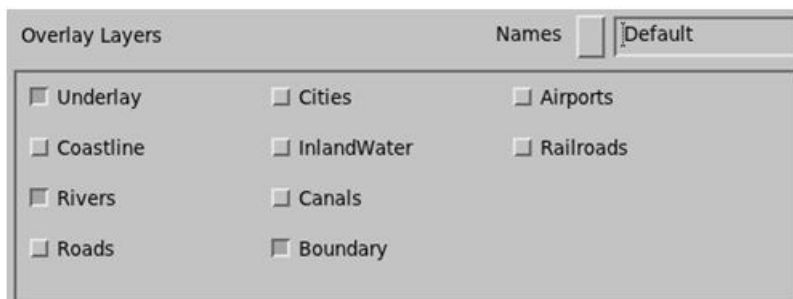 Overlay Layers Names Default
Underlay Cities Airports
Coastline InlandWater Railroads
Rivers Canals
Roads Boundary